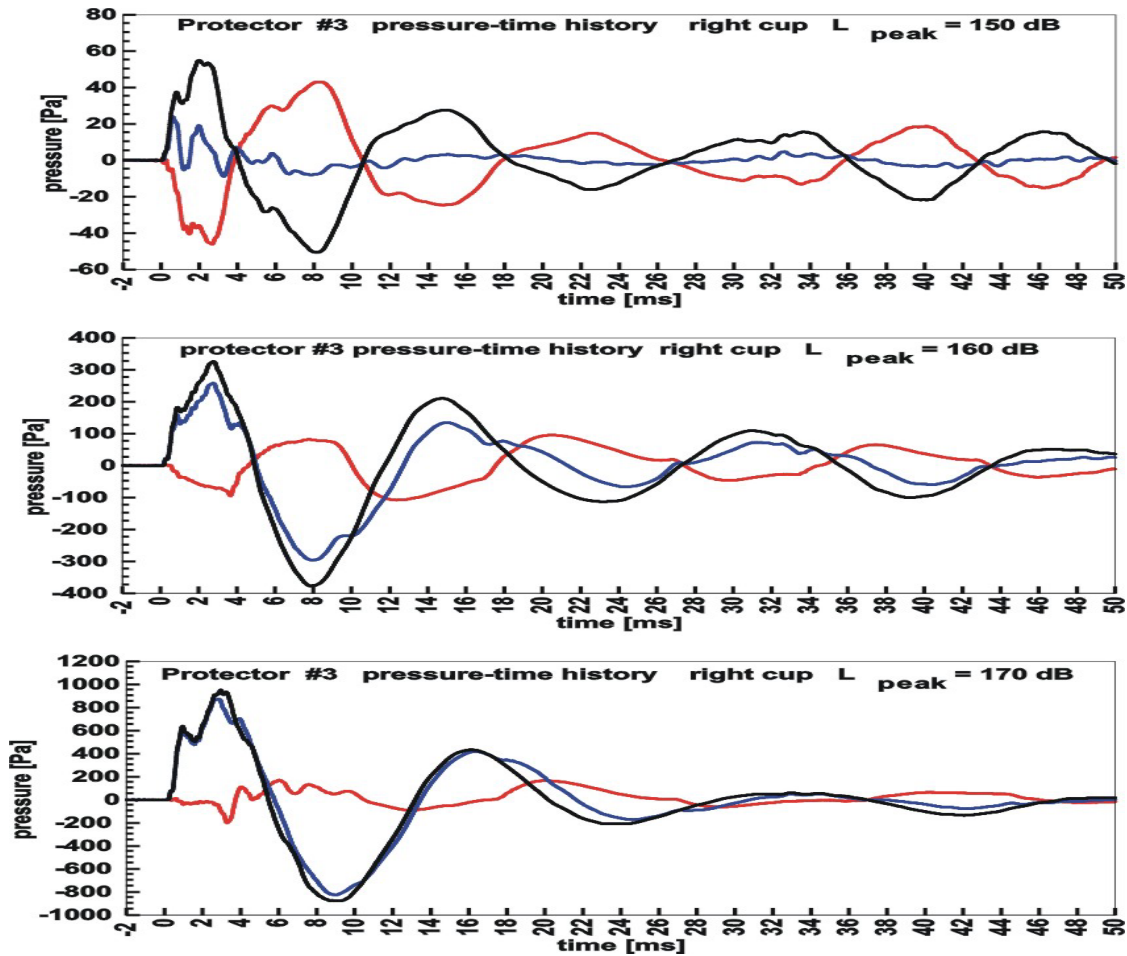 Protector #3 pressure-time history right cup L peak = 150 dB
80
60
40
20
0
-20
-40
-60
pressure [Pa]
-2 0 2 4 6 8 10 12 14 16 18 20 22 24 26 28 30 32 34 36 38 40 42 44 46 48 50
time [ms]
protector #3 pressure-time history right cup L peak = 160 dB
400
300
200
100
0
-100
-200
-300
-400
pressure [Pa]
-2 0 2 4 6 8 10 12 14 16 18 20 22 24 26 28 30 32 34 36 38 40 42 44 46 48 50
time [ms]
Protector #3 pressure-time history right cup L peak = 170 dB
1200
1000
800
600
400
200
0
-200
-400
-600
-800
-1000
pressure [Pa]
-2 0 2 4 6 8 10 12 14 16 18 20 22 24 26 28 30 32 34 36 38 40 42 44 46 48 50
time [ms]